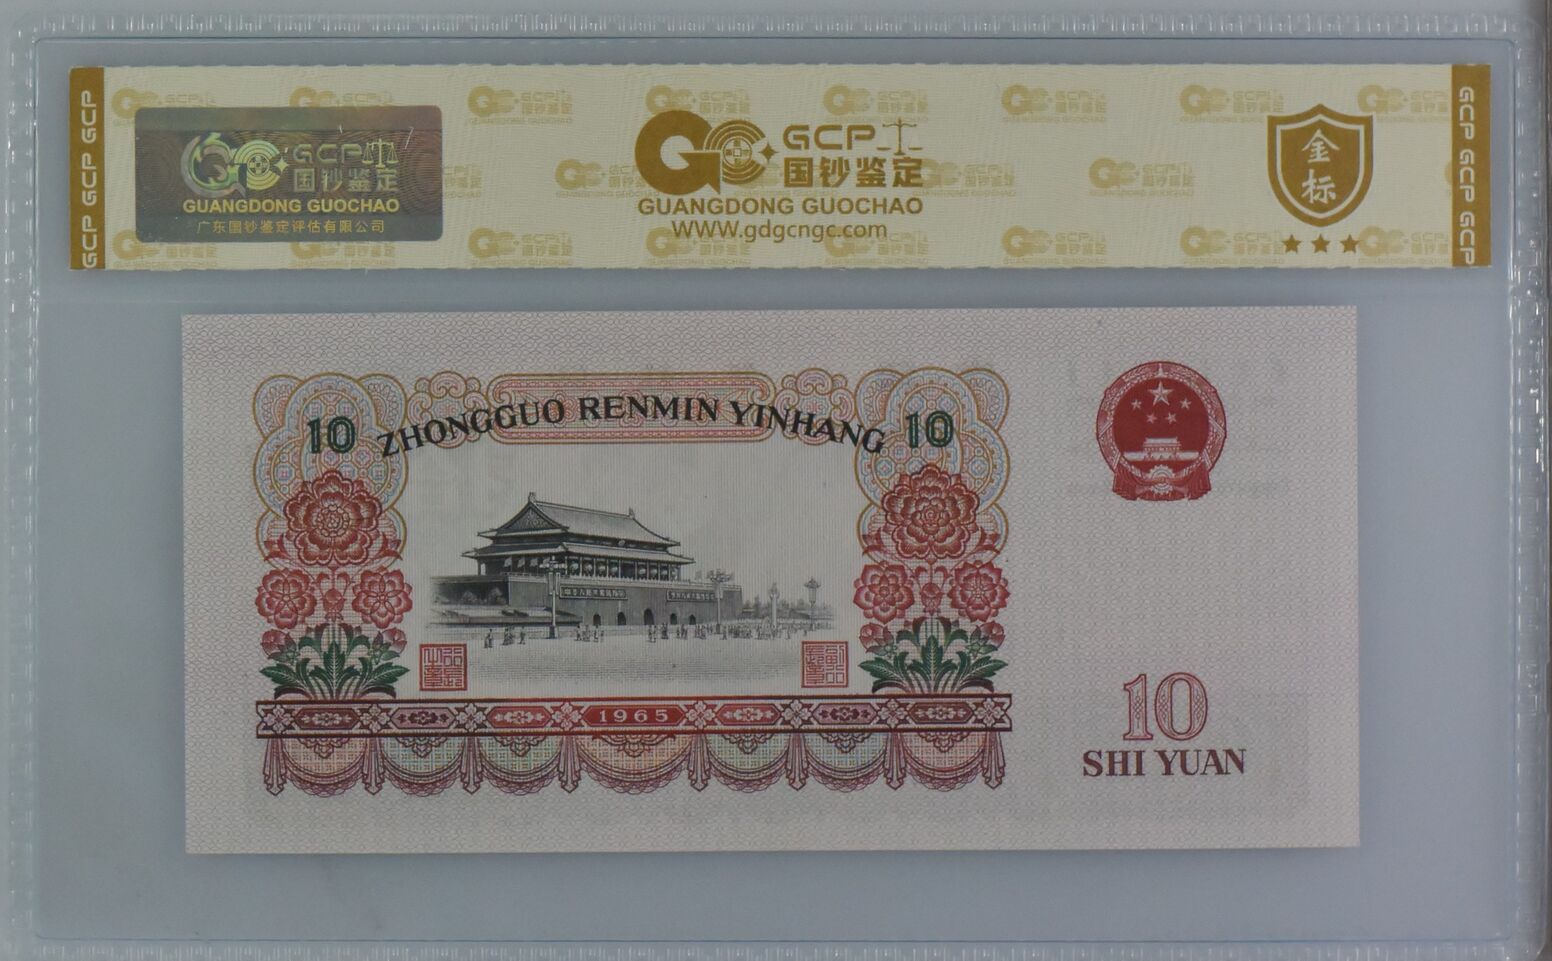 GCP GCP GCP
GCP 国钞鉴定
GUANGDONG GUOCHAO
广东国钞鉴定评估有限公司
GCP 国钞鉴定
GUANGDONG GUOCHAO
WWW.gdgcngc.com
金标
GCP GCP GCP
10 ZHONGGUO RENMIN YINHANG 10
1965
10
SHI YUAN